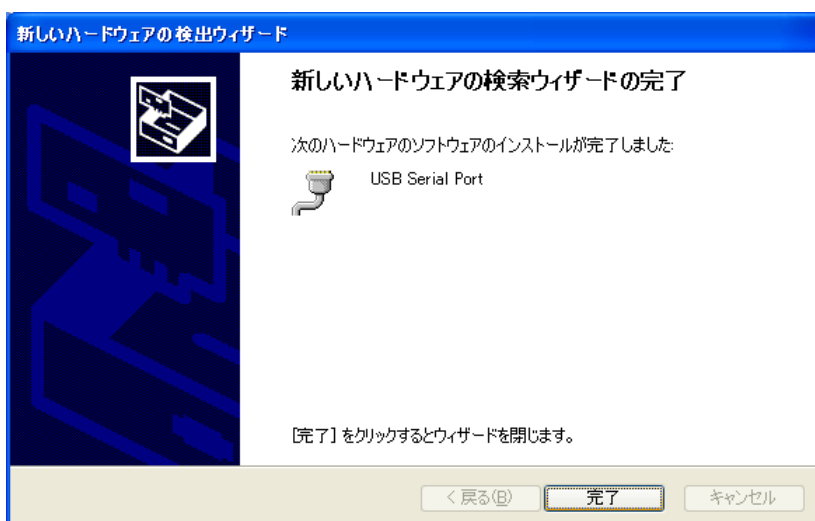 新しいハードウェアの検出ウィザード
新しいハードウェアの検索ウィザードの完了
次のハードウェアのソフトウェアのインストールが完了しました:
USB Serial Port
[完了] をクリックするとウィザードを閉じます。
< 戻る(B) 完了 キャンセル